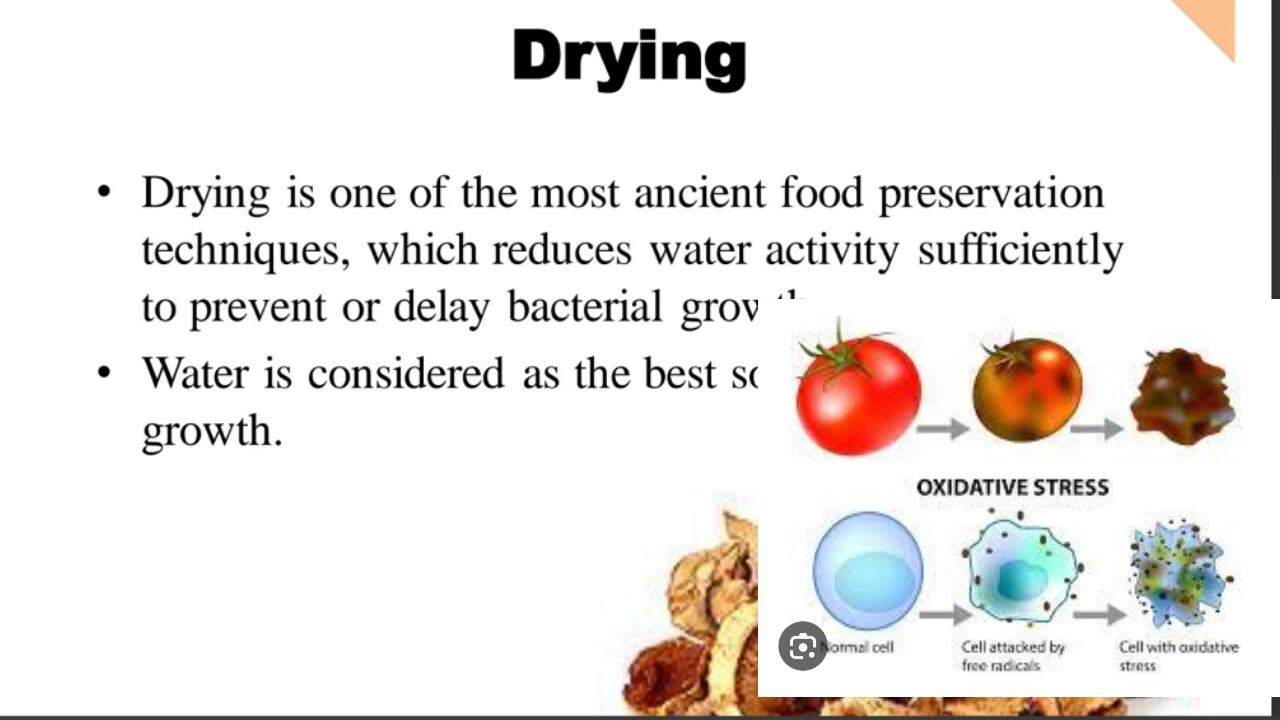 Drying
• Drying is one of the most ancient food preservation
techniques, which reduces water activity sufficiently
to prevent or delay bacterial
• Water is considered as the best
growth.
OXIDATIVE STRESS
Normal cell
Cell attacked by
free radicals
Cell with oxidative
stress